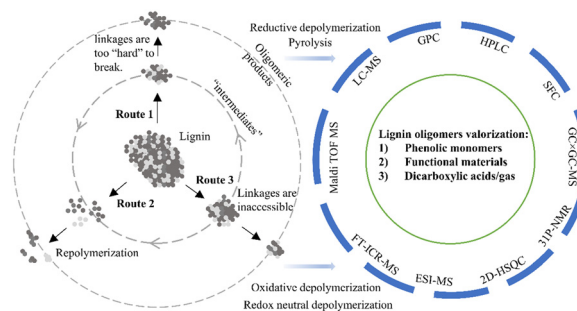 linkages are
too "hard" to
break.
Oligomeric
products
"intermediates"
Route 1
Lignin
Route 3
Linkages are
inaccessible
Route 2
Repolymerization
Reductive depolymerization
Pyrolysis
Oxidative depolymerization
Redox neutral depolymerization
Maldi TOF MS
LC-MS
GPC
HPLC
SFC
GC×GC-MS
31P-NMR
2D-HSQC
ESI-MS
FT-ICR-MS
Lignin oligomers valorization:
1) Phenolic monomers
2) Functional materials
3) Dicarboxylic acids/gas